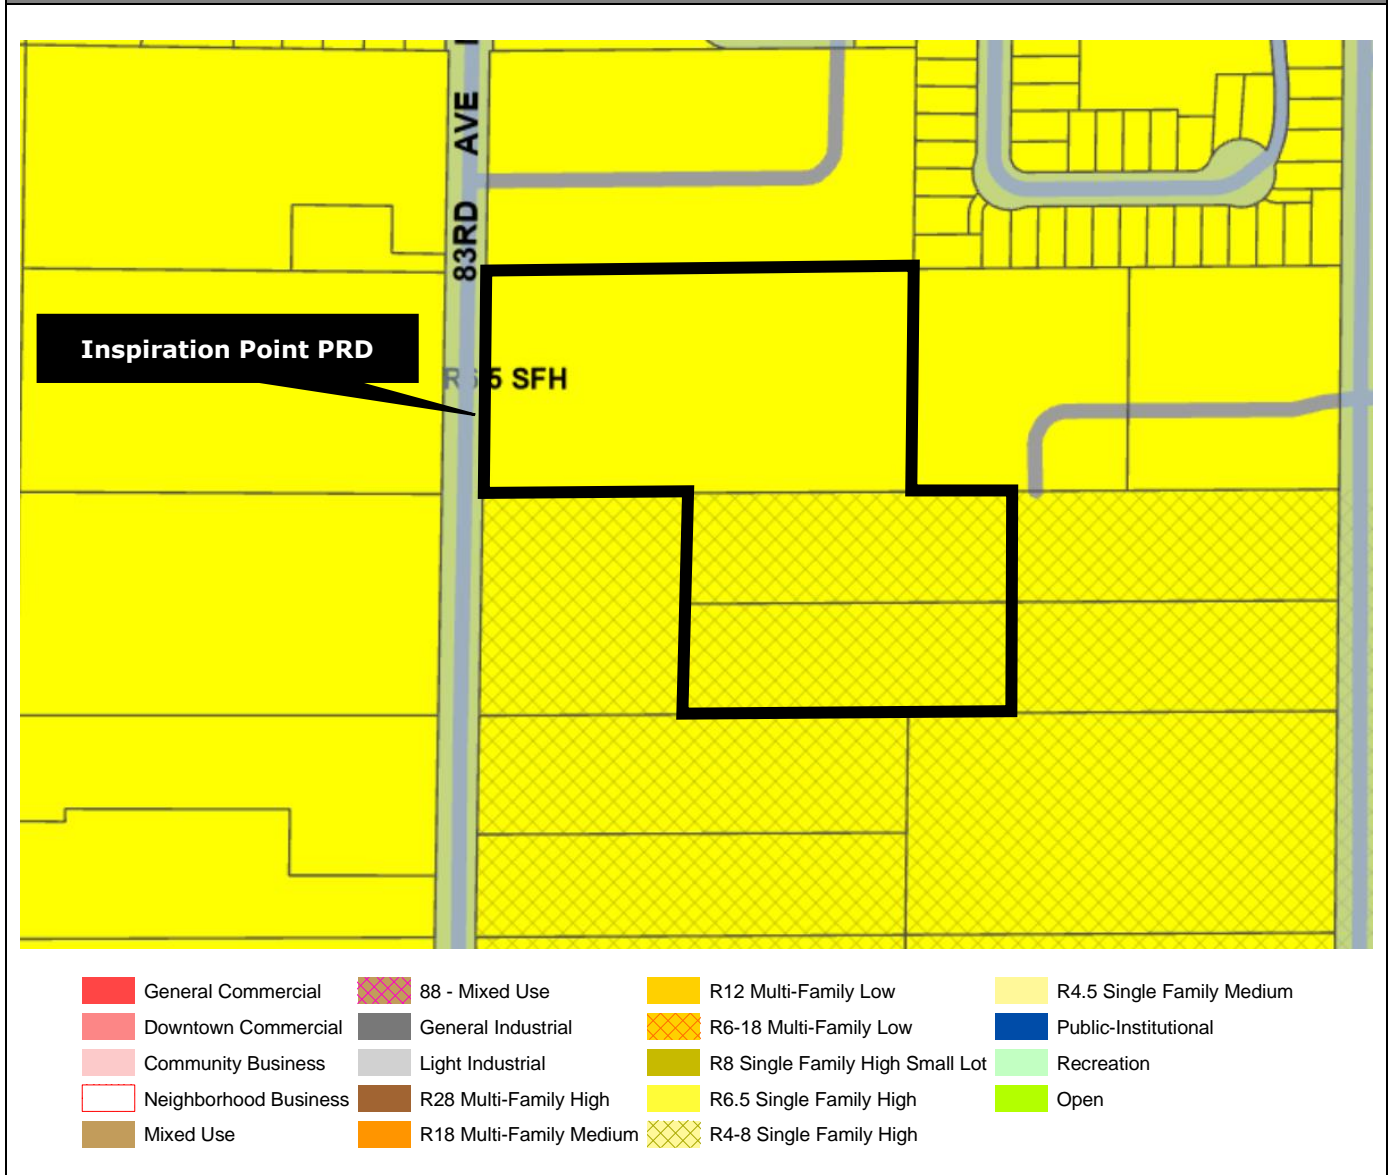 83RD AVE
Inspiration Point PRD
R6.5 SFH
General Commercial
Downtown Commercial
Community Business
Neighborhood Business
Mixed Use
88 - Mixed Use
General Industrial
Light Industrial
R28 Multi-Family High
R18 Multi-Family Medium
R12 Multi-Family Low
R6-18 Multi-Family Low
R8 Single Family High Small Lot
R6.5 Single Family High
R4-8 Single Family High
R4.5 Single Family Medium
Public-Institutional
Recreation
Open